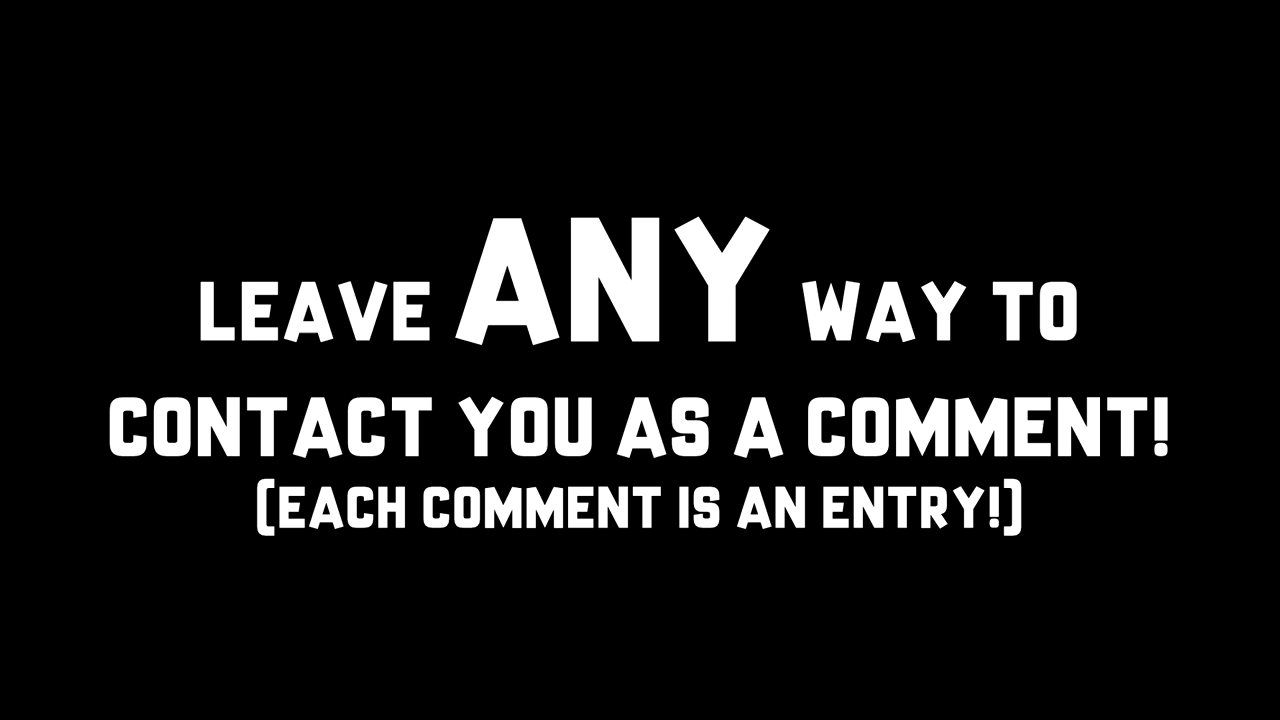 LEAVE ANY WAY TO
CONTACT YOU AS A COMMENT!
(EACH COMMENT IS AN ENTRY!)